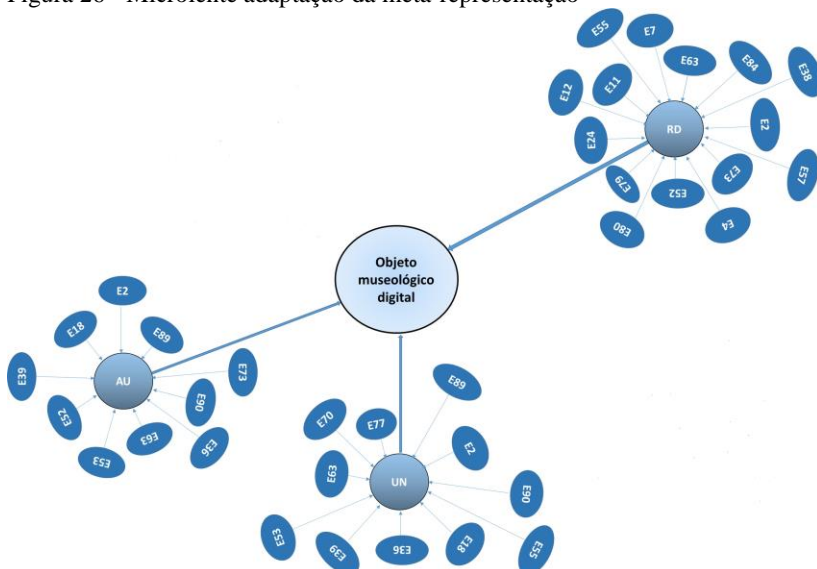 Figura
- Microlente adaptação da meta-representação
E55
E7
E63
E84
E38
E12
E11
E24
RD
E2
E79
E52
E73
E57
E80
E4
Objeto
museológico
digital
E2
E18
E89
E39
AU
E73
E52
E90
E53
E63
E36
E70
E77
E89
E63
UN
E2
E90
E53
E39
E36
E18
E55